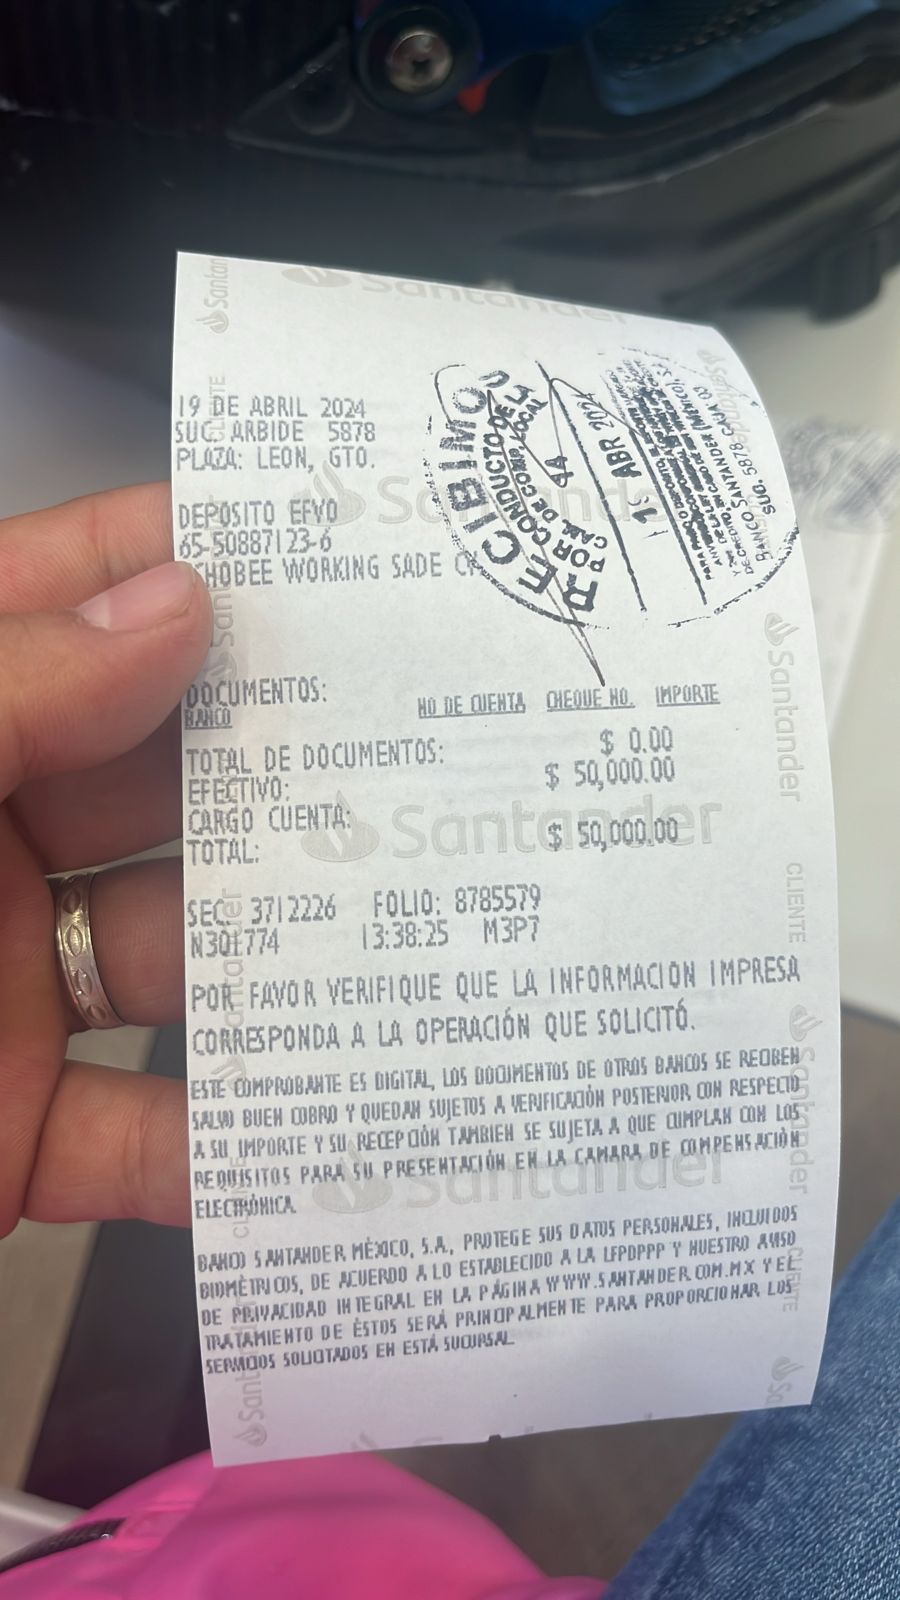 Santander
19 DE ABRIL 2024
SUC. ARBIDE 5878
PLAZA: LEON, GTO.
DEPOSITO EFVO
65-50887123-6
CHOBEE WORKING SADE
RECIBIMOS
POR CONDUCTO DE LA
CAM. DE COMP. LOCAL
ABR 2024
BANCO SANTANDER (MEXICO)
SUC. 5878 CAJA 03
DOCUMENTOS:
BANCO NO DE CUENTA CHEQUE NO. IMPORTE
TOTAL DE DOCUMENTOS: $ 0.00
EFECTIVO: $ 50,000.00
CARGO CUENTA:
TOTAL: $ 50,000.00
SEC. 3712226 FOLIO: 8785579
N301774 13:38:25 M3P7
POR FAVOR VERIFIQUE QUE LA INFORMACION IMPRESA
CORRESPONDA A LA OPERACIÓN QUE SOLICITÓ.
ESTE COMPROBANTE ES DIGITAL, LOS DOCUMENTOS DE OTROS BANCOS SE RECIBEN
SALVO BUEN COBRO Y QUEDAN SUJETOS A VERIFICACIÓN POSTERIOR CON RESPECTO
A SU IMPORTE Y SU RECEPCIÓN TAMBIEN SE SUJETA A QUE CUMPLAN CON LOS
REQUISITOS PARA SU PRESENTACIÓN EN LA CAMARA DE COMPENSACIÓN
ELECTRÓNICA.
BANCO SANTANDER MÉXICO, S.A., PROTEGE SUS DATOS PERSONALES, INCLUIDOS
BIOMÉTRICOS, DE ACUERDO A LO ESTABLECIDO A LA LFPDPPP Y NUESTRO AVISO
DE PRIVACIDAD INTEGRAL EN LA PÁGINA WWW.SANTANDER.COM.MX Y EL
TRATAMIENTO DE ÉSTOS SERÁ PRINCIPALMENTE PARA PROPORCIONAR LOS
SERVICIOS SOLICITADOS EN ESTÁ SUCURSAL.
Santander
CLIENTE
Santander
CLIENTE